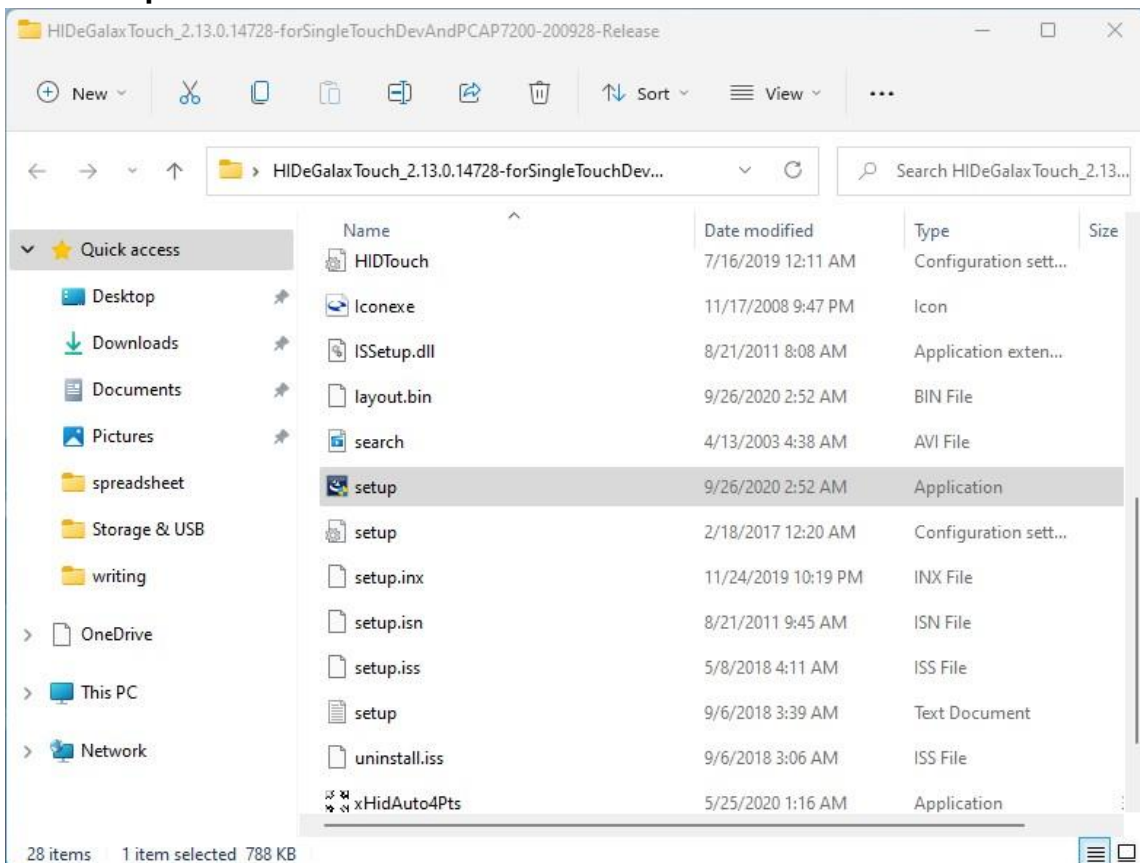 HIDeGalaxTouch_2.13.0.14728-forSingleTouchDevAndPCAP7200-200928-Release
New Sort View
HIDeGalaxTouch_2.13.0.14728-forSingleTouchDev... Search HIDeGalaxTouch_2.13...
Name Date modified Type Size
Quick access
Desktop
Downloads
Documents
Pictures
spreadsheet
Storage & USB
writing
OneDrive
This PC
Network
HIDTouch 7/16/2019 12:11 AM Configuration sett...
Iconexe 11/17/2008 9:47 PM Icon
ISSetup.dll 8/21/2011 8:08 AM Application exten...
layout.bin 9/26/2020 2:52 AM BIN File
search 4/13/2003 4:38 AM AVI File
setup 9/26/2020 2:52 AM Application
setup 2/18/2017 12:20 AM Configuration sett...
setup.inx 11/24/2019 10:19 PM INX File
setup.isn 8/21/2011 9:45 AM ISN File
setup.iss 5/8/2018 4:11 AM ISS File
setup 9/6/2018 3:39 AM Text Document
uninstall.iss 9/6/2018 3:06 AM ISS File
xHidAuto4Pts 5/25/2020 1:16 AM Application
28 items 1 item selected 788 KB